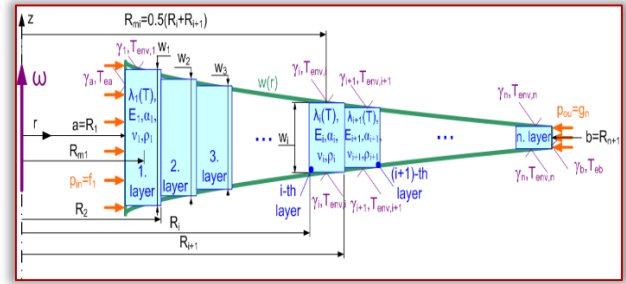 z
R_mi=0.5(R_i+R_i+1)
ω
γ_a,T_ea
γ_1,T_env,1
w_1
w_2
w_3
w(r)
γ_i,T_env,i
γ_i+1,T_env,i+1
γ_n,T_env,n
p_ou=g_n
λ_1(T),
E_1,α_1,
ν_1,ρ_1
1.
layer
2.
layer
3.
layer
...
w_i
λ_i(T),
E_i,α_i,
ν_i,ρ_i
λ_i+1(T),
E_i+1,α_i+1,
ν_i+1,ρ_i+1
...
n. layer
b=R_n+1
r
a=R_1
R_m1
p_in=f_1
R_2
i-th
layer
(i+1)-th
layer
γ_i,T_env,i
γ_i+1,T_env,i+1
γ_n,T_env,n
γ_b,T_eb
R_i
R_i+1